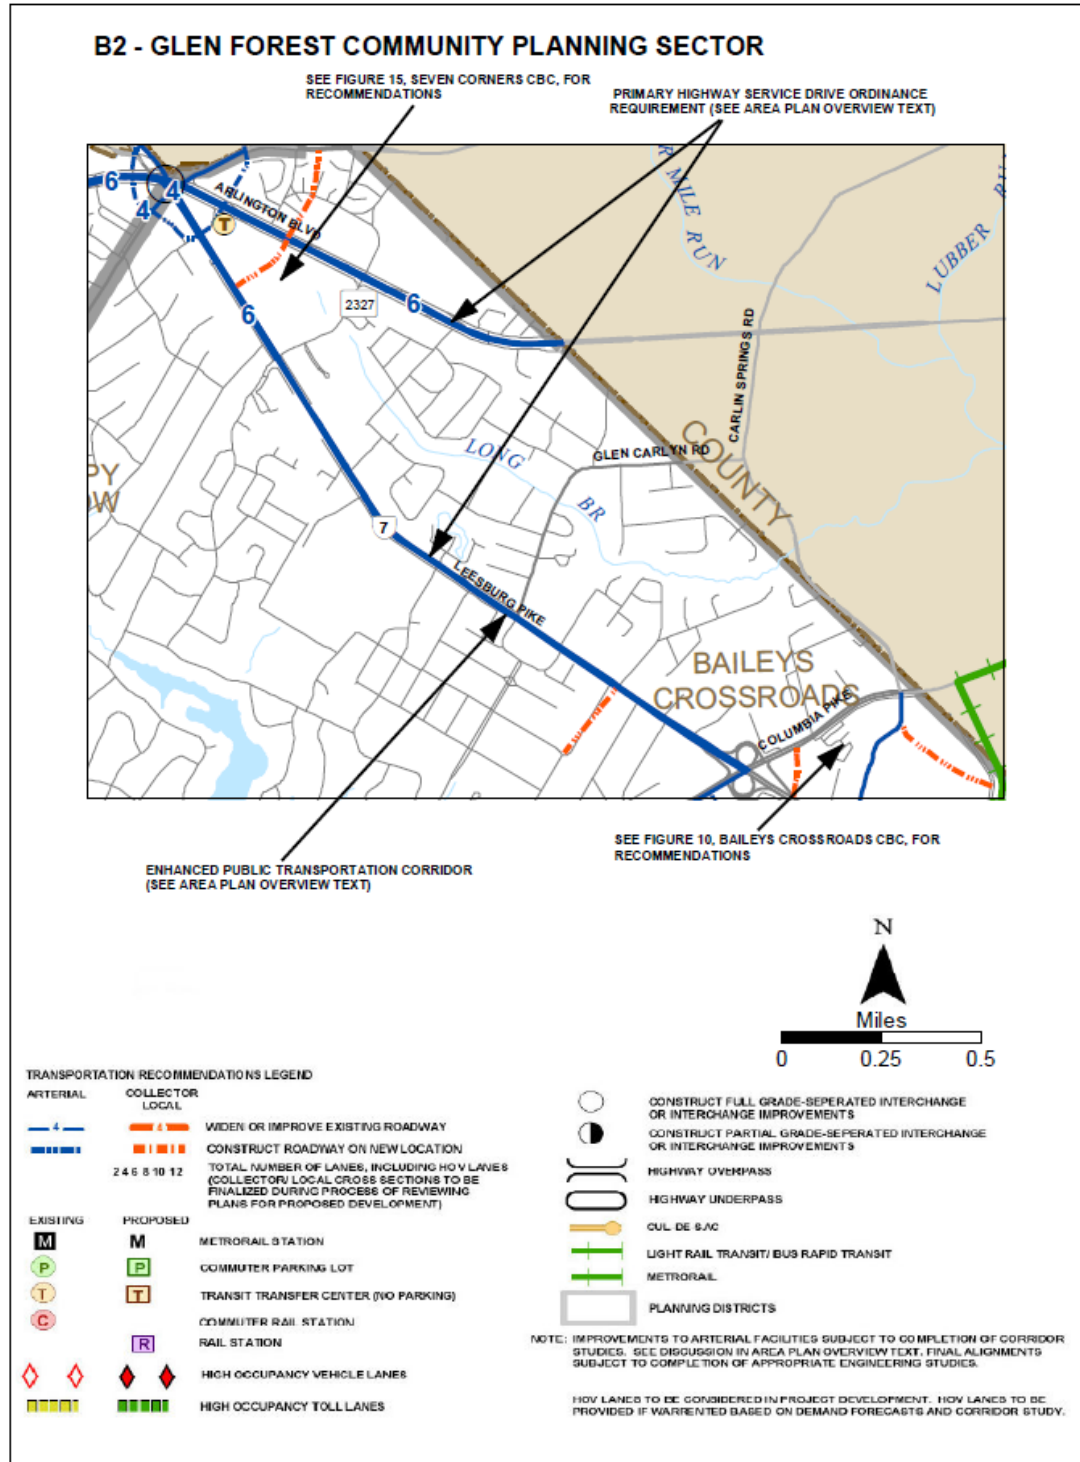 B2 - GLEN FOREST COMMUNITY PLANNING SECTOR
SEE FIGURE 15, SEVEN CORNERS CBC, FOR
RECOMMENDATIONS
PRIMARY HIGHWAY SERVICE DRIVE ORDINANCE
REQUIREMENT (SEE AREA PLAN OVERVIEW TEXT)
6
4
4
T
ARLINGTON BLVD
6
6
2327
R MILE RUN
LUBBER RU
CARLIN SPRINGS RD
COUNTY
GLEN CARLYN RD
LONG
BR
PY
OW
7
LEESBURG PIKE
BAILEYS
CROSSROADS
COLUMBIA PIKE
SEE FIGURE 10, BAILEYS CROSSROADS CBC, FOR
RECOMMENDATIONS
ENHANCED PUBLIC TRANSPORTATION CORRIDOR
(SEE AREA PLAN OVERVIEW TEXT)
N
Miles
0 0.25 0.5
TRANSPORTATION RECOMMENDATIONS LEGEND
ARTERIAL COLLECTOR
LOCAL
4 4 WIDEN OR IMPROVE EXISTING ROADWAY
CONSTRUCT ROADWAY ON NEW LOCATION
2 4 6 8 10 12 TOTAL NUMBER OF LANES, INCLUDING HOV LANES
(COLLECTOR/ LOCAL CROSS SECTIONS TO BE
FINALIZED DURING PROCESS OF REVIEWING
PLANS FOR PROPOSED DEVELOPMENT)
EXISTING PROPOSED
M M METRORAIL STATION
P P COMMUTER PARKING LOT
T T TRANSIT TRANSFER CENTER (NO PARKING)
C COMMUTER RAIL STATION
R RAIL STATION
HIGH OCCUPANCY VEHICLE LANES
HIGH OCCUPANCY TOLL LANES
CONSTRUCT FULL GRADE-SEPERATED INTERCHANGE
OR INTERCHANGE IMPROVEMENTS
CONSTRUCT PARTIAL GRADE-SEPERATED INTERCHANGE
OR INTERCHANGE IMPROVEMENTS
HIGHWAY OVERPASS
HIGHWAY UNDERPASS
CUL DE SAC
LIGHT RAIL TRANSIT/ BUS RAPID TRANSIT
METRORAIL
PLANNING DISTRICTS
NOTE: IMPROVEMENTS TO ARTERIAL FACILITIES SUBJECT TO COMPLETION OF CORRIDOR
STUDIES. SEE DISCUSSION IN AREA PLAN OVERVIEW TEXT. FINAL ALIGNMENTS
SUBJECT TO COMPLETION OF APPROPRIATE ENGINEERING STUDIES.
HOV LANES TO BE CONSIDERED IN PROJECT DEVELOPMENT. HOV LANES TO BE
PROVIDED IF WARRENTED BASED ON DEMAND FORECASTS AND CORRIDOR STUDY.